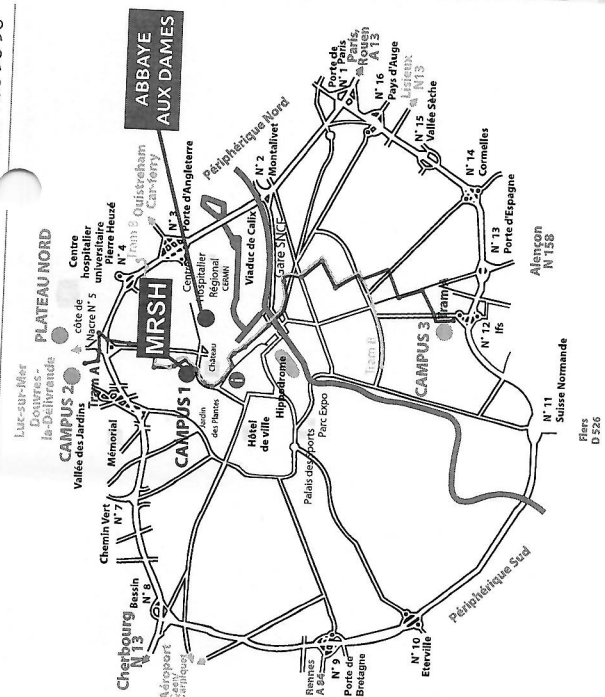 Luc-sur-Mer
Douvres-
la-Délivrande
PLATEAU NORD
CAMPUS 2
côte de
Nacre N° 5
Tram A
Vallée des Jardins
Mémorial
Chemin Vert
N° 7
Bessin
N° 8
Cherbourg
N 13
Aéroport
Centre
hospitalier
universitaire
Pierre Heuzé
N° 4
Tram B
Ouistreham
Car-ferry
N° 3
Porte d'Angleterre
ABBAYE
AUX DAMES
MRSH
CAMPUS 1
Château
Centre
Hospitalier
Régional
CERMN
Jardin
des Plantes
Hôtel
de ville
i
Hippodrome
Palais des sports
Parc Expo
Viaduc de Calix
Gare SNCF
Périphérique Nord
N° 2
Montalivet
Porte de
N° 1 Paris
Paris,
Rouen
A 13
N° 16
Pays d'Auge
Lisieux
N13
N° 15
Vallée Sèche
N° 14
Cormelles
N° 13
Porte d'Espagne
Alençon
N 158
Tram B
CAMPUS 3
Tram A
N° 12
Ifs
N° 11
Suisse Normande
Flers
D 526
Périphérique Sud
N° 10
Eterville
Rennes
A 84
N° 9
Porte de
Bretagne